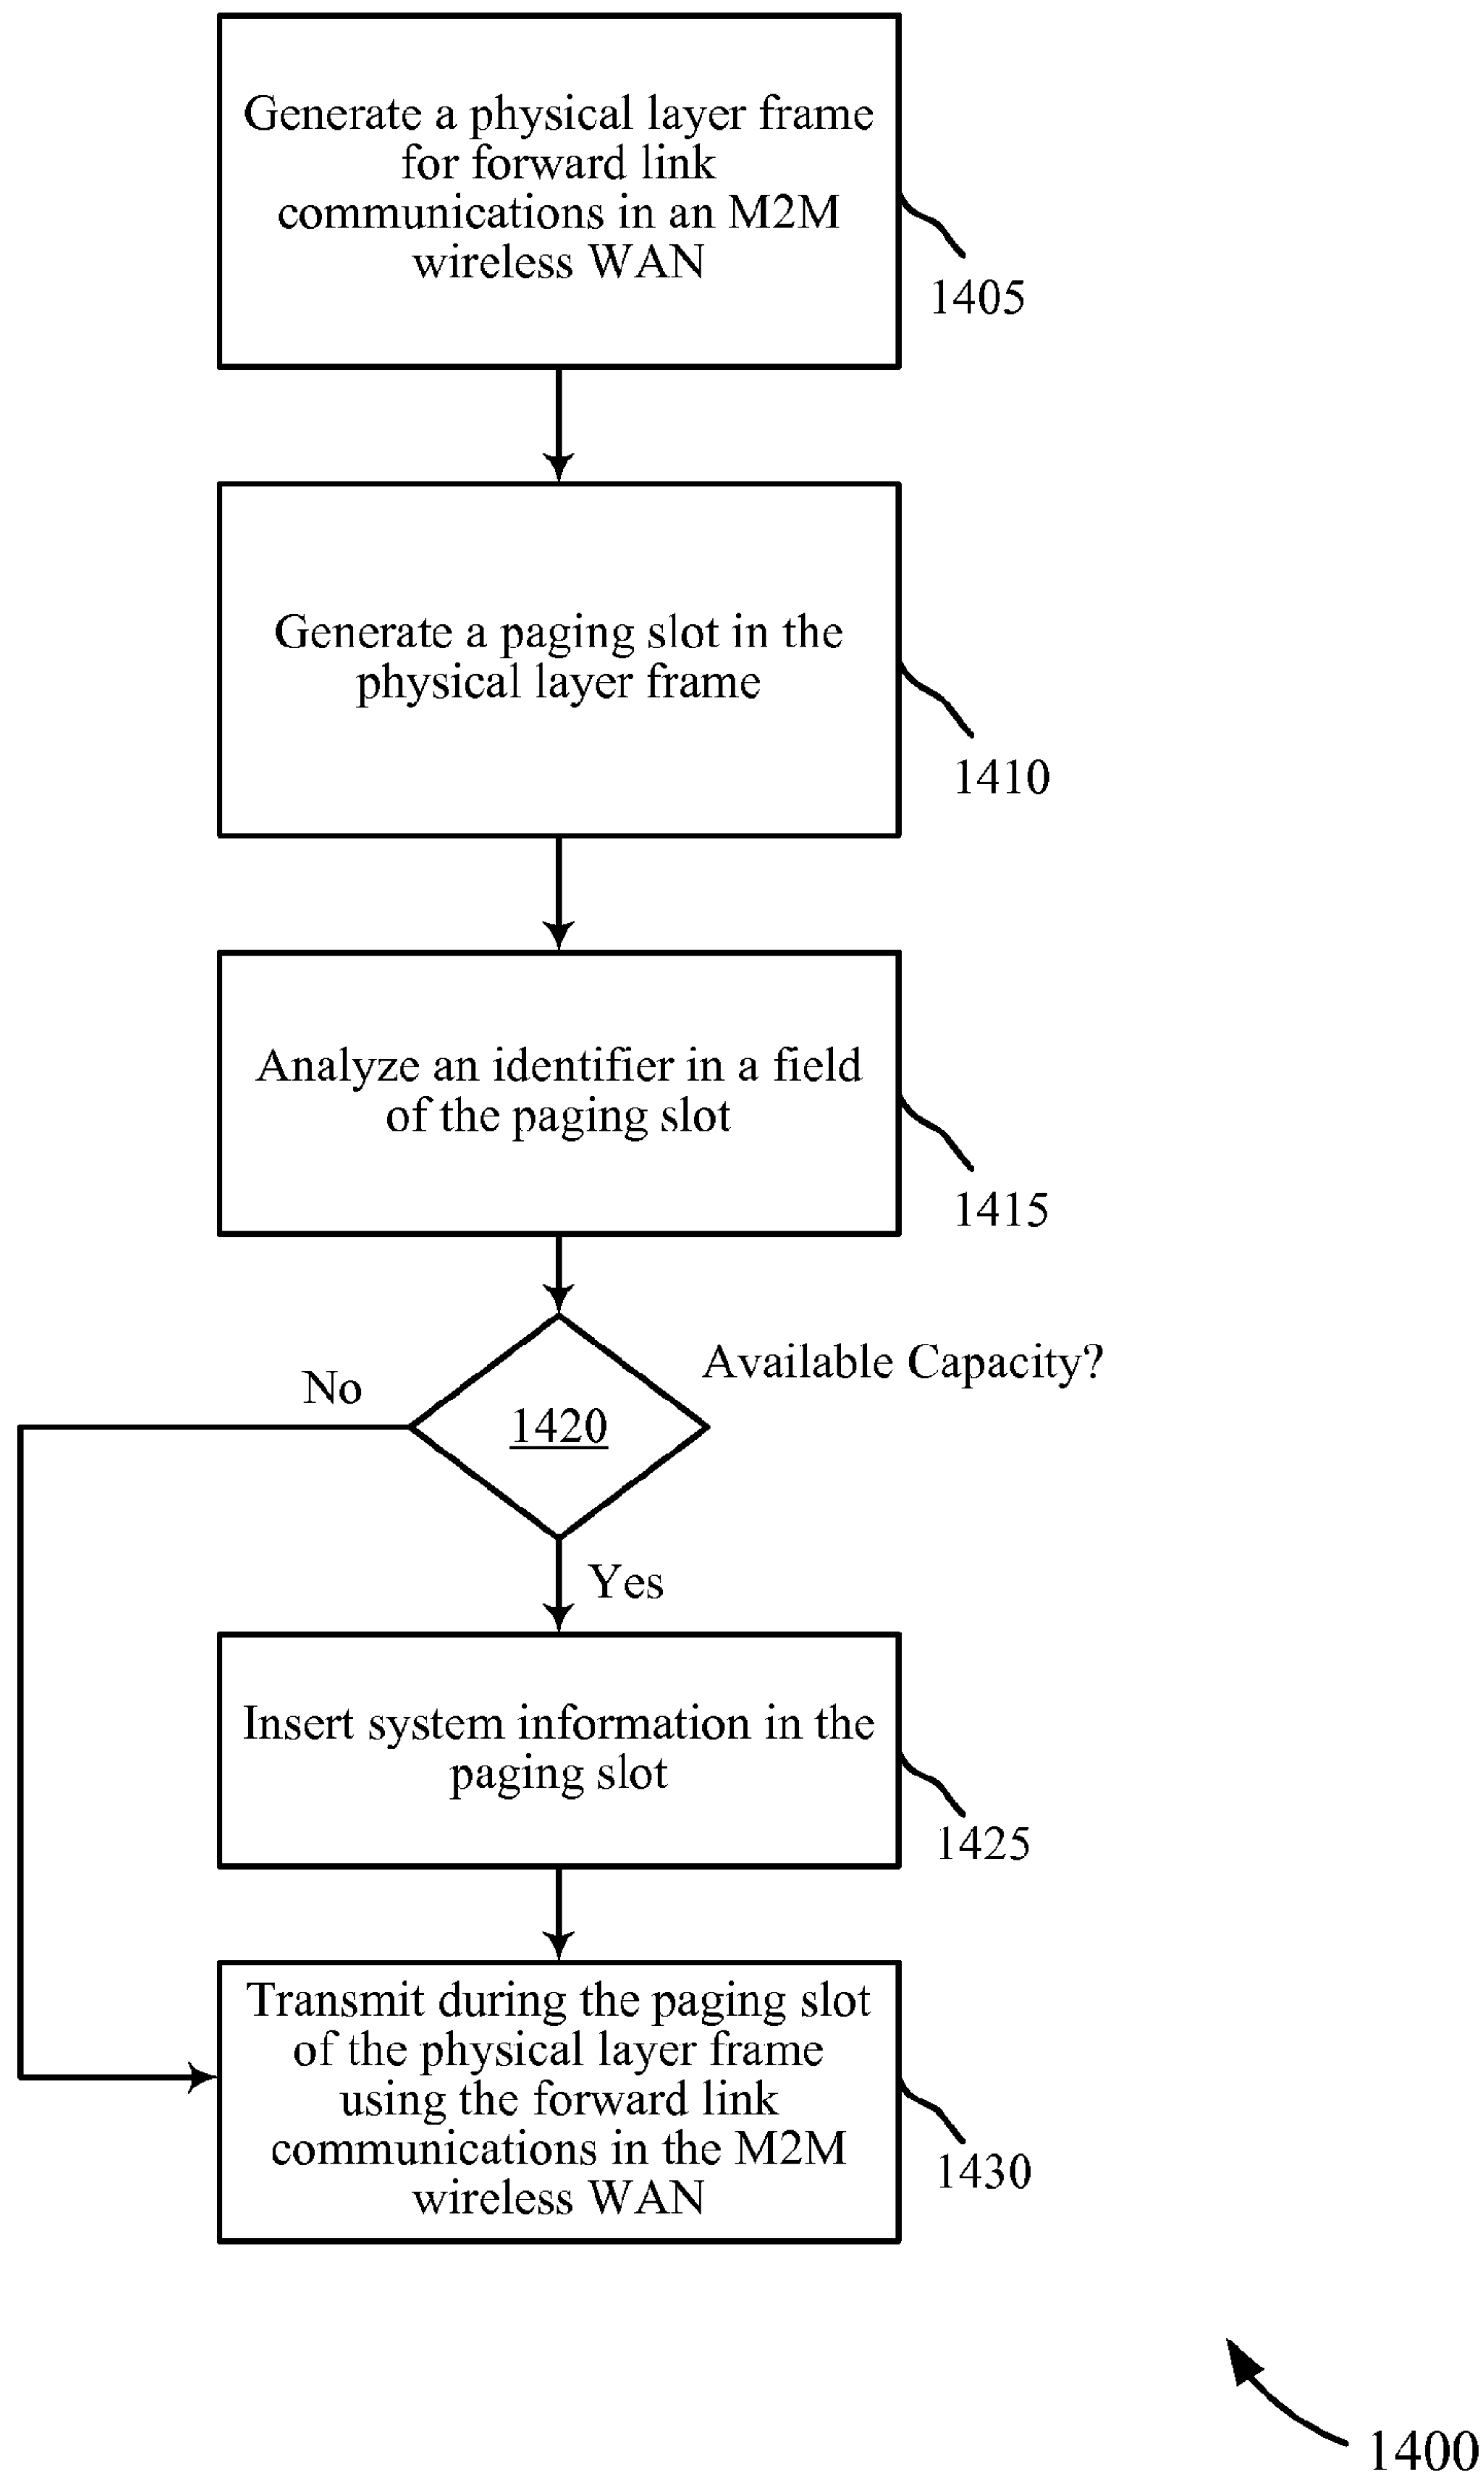 Generate a physical layer frame
for forward link
communications in an M2M
wireless WAN
1405
Generate a paging slot in the
physical layer frame
1410
Analyze an identifier in a field
of the paging slot
1415
Available Capacity?
No
1420
Yes
Insert system information in the
paging slot
1425
Transmit during the paging slot
of the physical layer frame
using the forward link
communications in the M2M
wireless WAN
1430
1400